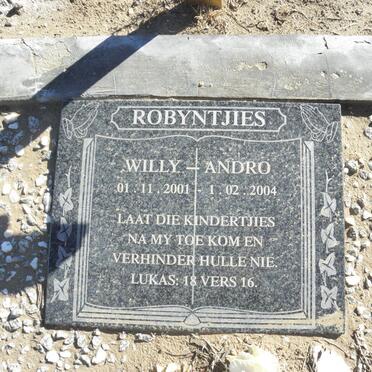 ROBYNTJIES
WILLY – ANDRO
01 . 11 . 2001 - 1 . 02 . 2004
LAAT DIE KINDERTJIES
NA MY TOE KOM EN
VERHINDER HULLE NIE.
LUKAS: 18 VERS 16.